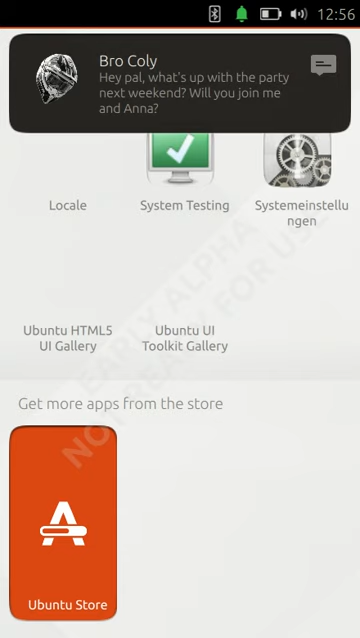 12:56
Bro Coly
Hey pal, what's up with the party
next weekend? Will you join me
and Anna?
Locale
System Testing
Systemeinstellu
ngen
Ubuntu HTML5
UI Gallery
Ubuntu UI
Toolkit Gallery
EARLY ALPHA
NOT READY FOR USE
Get more apps from the store
Ubuntu Store